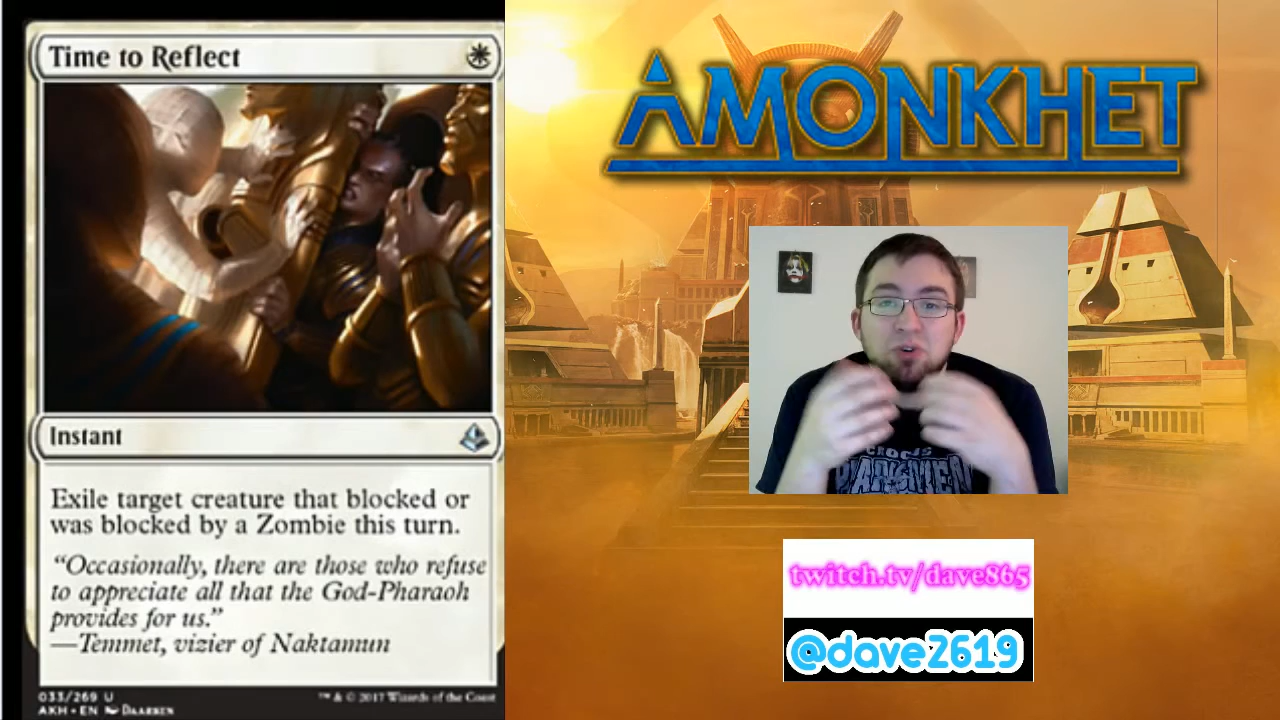 Time to Reflect
AMONKHET
Instant
Exile target creature that blocked or
was blocked by a Zombie this turn.
“Occasionally, there are those who refuse
to appreciate all that the God-Pharaoh
provides for us.”
—Temmet, vizier of Naktamun
033/269 U
AKH • EN DAARKEN
™ & © 2017 Wizards of the Coast
twitch.tv/dave865
@dave2619